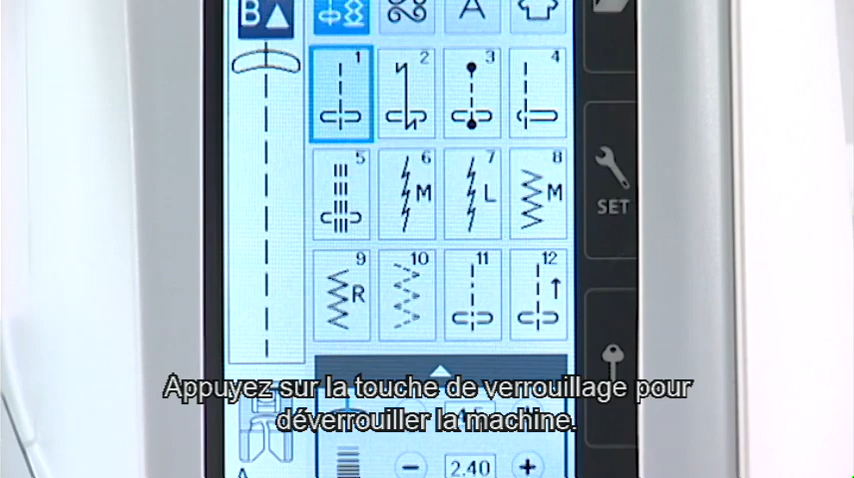 B A
1 2 3 4
5 6 M 7 L 8 M
SET
9 R 10 11 12
Appuyez sur la touche de verrouillage pour
déverrouiller la machine.
A
− 2.40 +